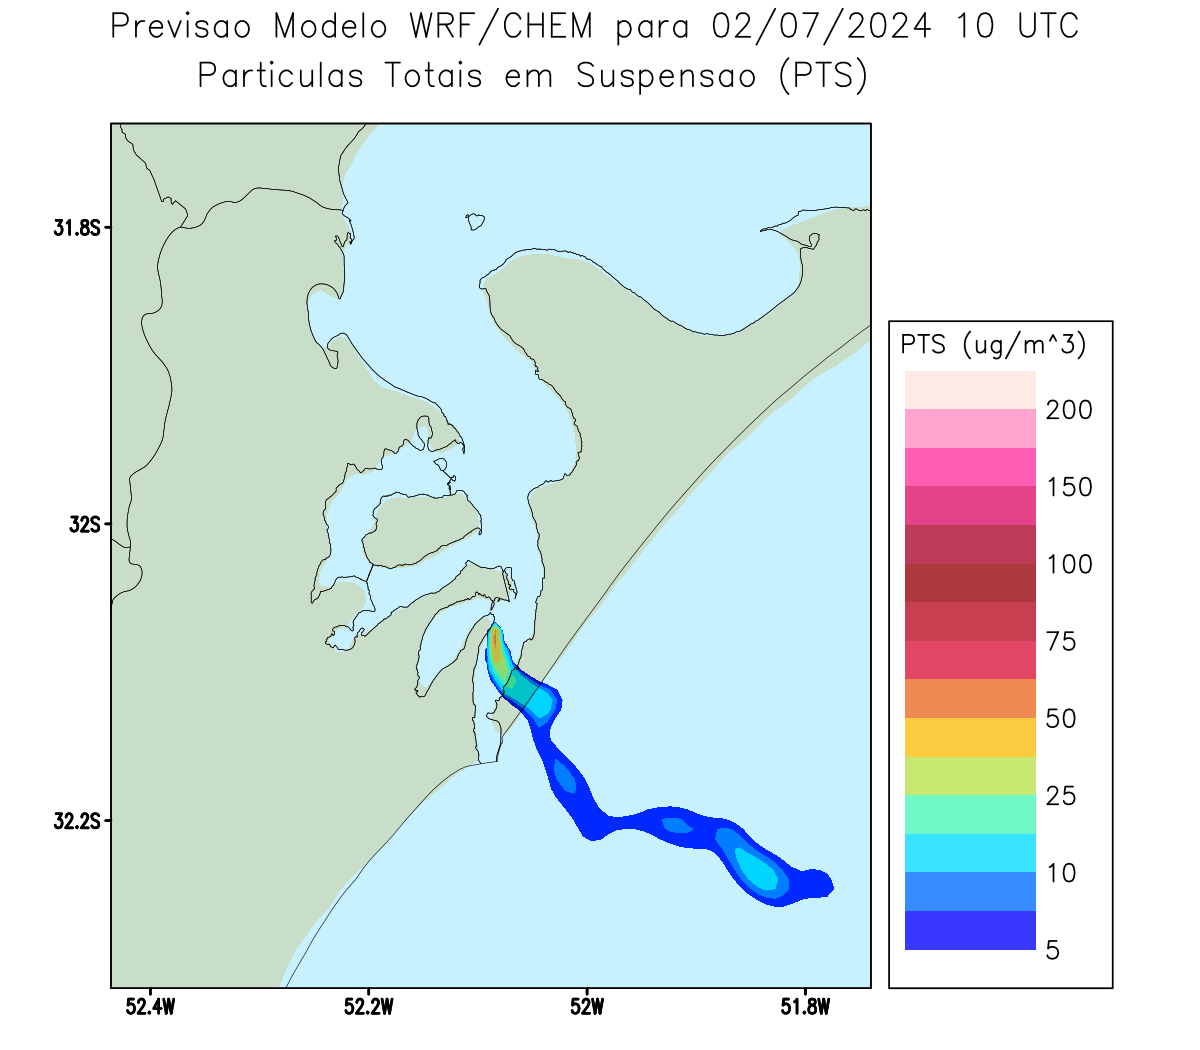 Previsao Modelo WRF/CHEM para 02/07/2024 10 UTC
Particulas Totais em Suspensao (PTS)
31.8S
32S
32.2S
52.4W
52.2W
52W
51.8W
PTS (ug/m^3)
200
150
100
75
50
25
10
5